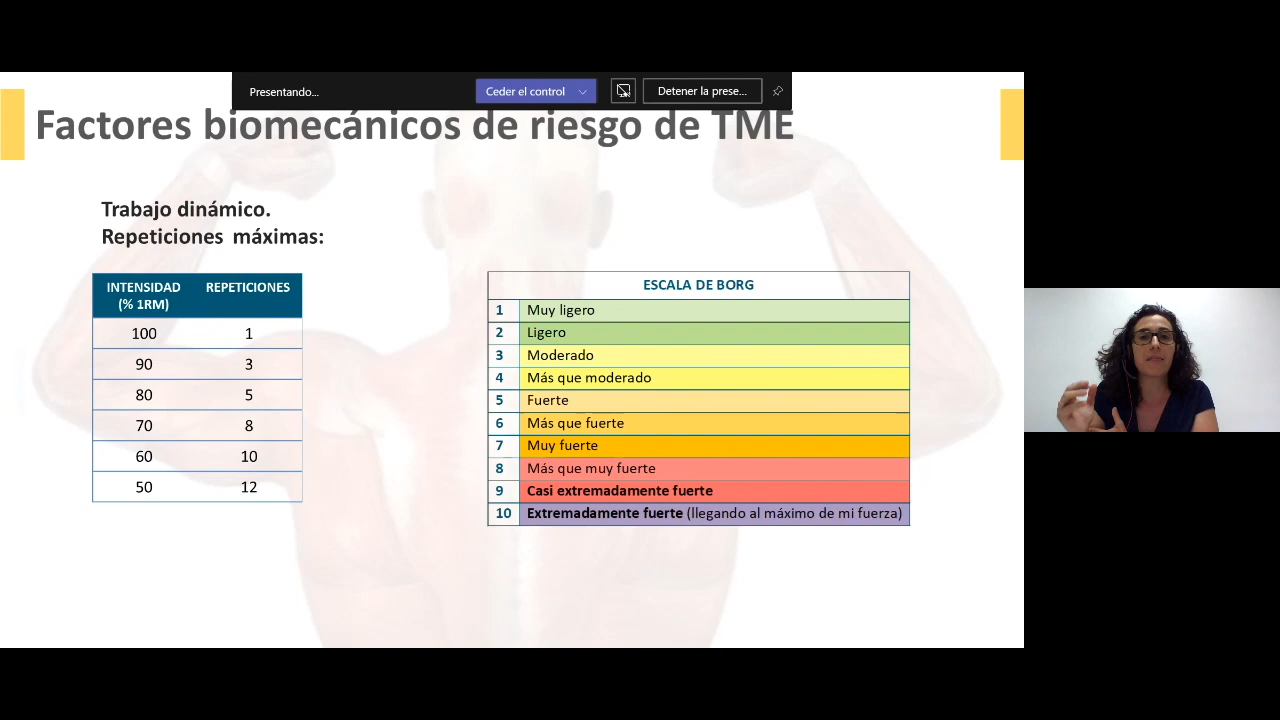 Presentando...
Ceder el control
Detener la prese...
Factores biomecánicos de riesgo de TME
Trabajo dinámico.
Repeticiones máximas:
INTENSIDAD (% 1RM) REPETICIONES
100 1
90 3
80 5
70 8
60 10
50 12
ESCALA DE BORG
1 Muy ligero
2 Ligero
3 Moderado
4 Más que moderado
5 Fuerte
6 Más que fuerte
7 Muy fuerte
8 Más que muy fuerte
9 Casi extremadamente fuerte
10 Extremadamente fuerte (llegando al máximo de mi fuerza)